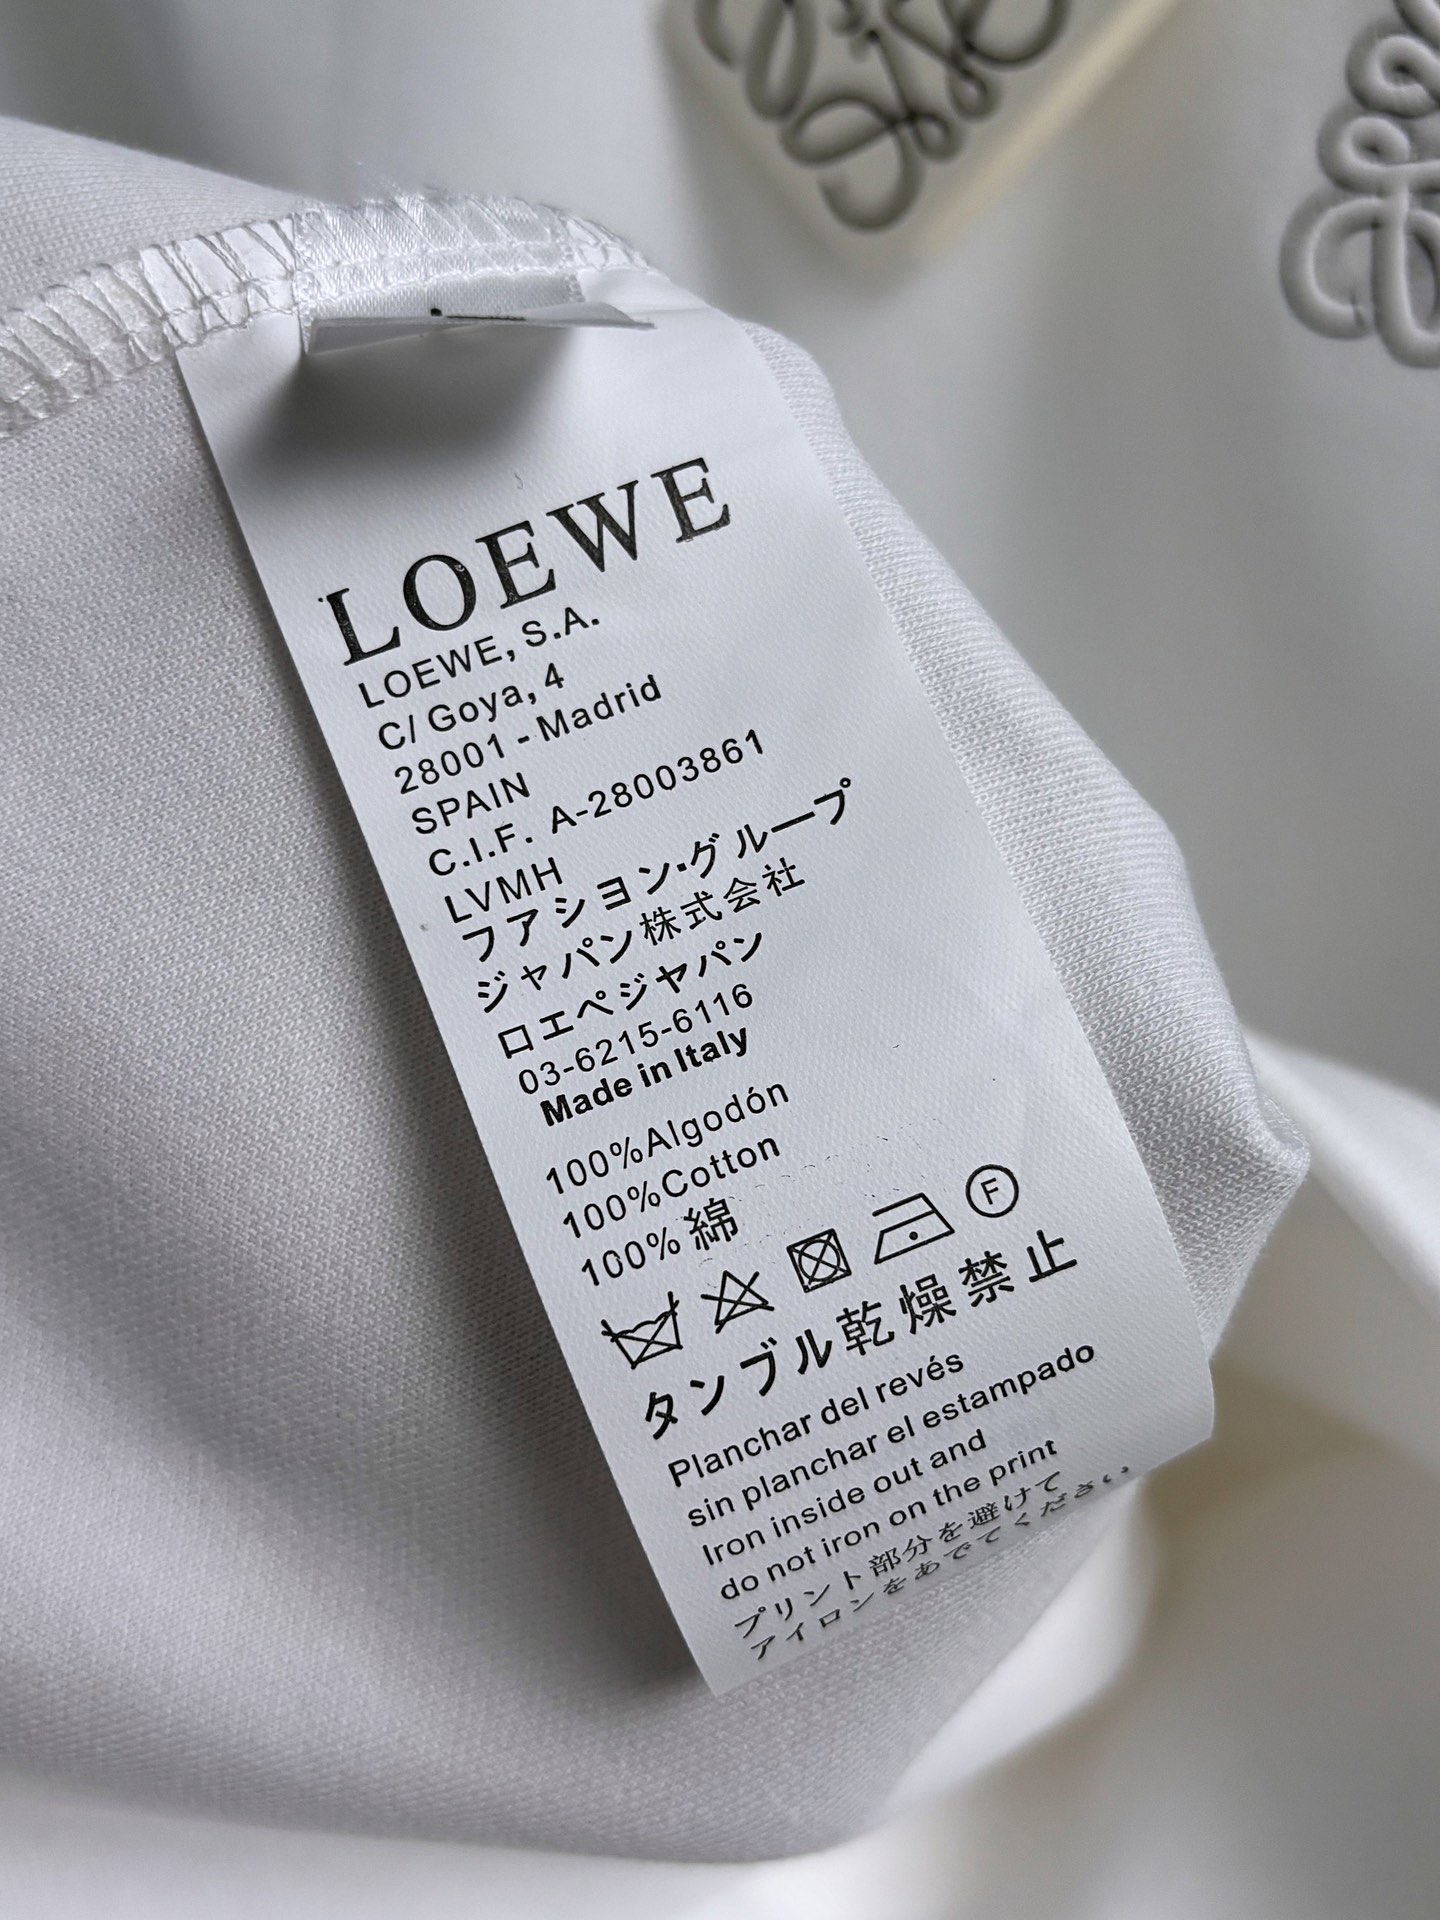 LOEWE
LOEWE, S.A.
C/ Goya, 4
28001 - Madrid
SPAIN
C.I.F. A-28003861
LVMH
フアシヨン・グループ
ジャパン株式会社
ロエベジヤパン
03-6215-6116
Made in Italy
100%Algodón
100%Cotton
100%綿
F
タンブル乾燥禁止
Planchar del revés
sin planchar el estampado
Iron inside out and
do not iron on the print
プリント部分を避けて
アイロンをあでてください